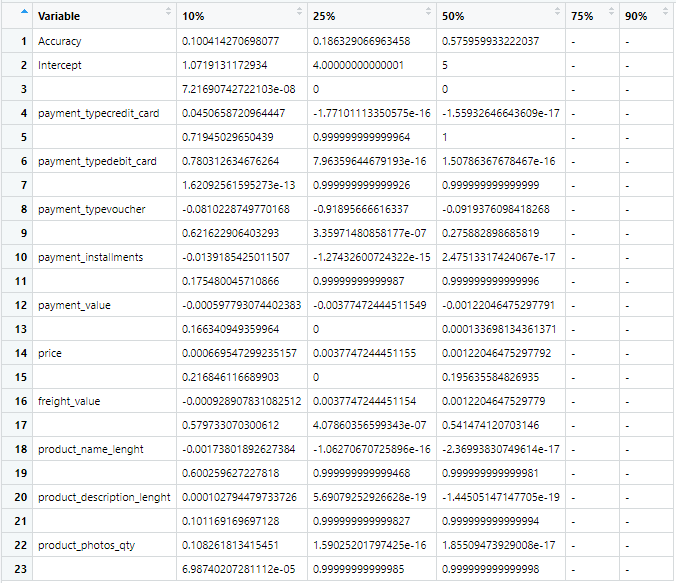 Variable 10% 25% 50% 75% 90%
1 Accuracy 0.100414270698077 0.186329066963458 0.575959933222037 - -
2 Intercept 1.0719131172934 4.00000000000001 5 - -
3 7.21690742722103e-08 0 0 - -
4 payment_typecredit_card 0.0450658720964447 -1.77101113350575e-16 -1.55932646643609e-17 - -
5 0.71945029650439 0.999999999999964 1 - -
6 payment_typedebit_card 0.780312634676264 7.96359644679193e-16 1.50786367678467e-16 - -
7 1.62092561595273e-13 0.999999999999926 0.999999999999999 - -
8 payment_typevoucher -0.0810228749770168 -0.91895666616337 -0.0919376098418268 - -
9 0.621622906403293 3.35971480858177e-07 0.275882898685819 - -
10 payment_installments -0.0139185425011507 -1.27432600724322e-15 2.47513317424067e-17 - -
11 0.175480045710866 0.99999999999987 0.99999999999996 - -
12 payment_value -0.000597793074402383 -0.00377472444511549 -0.00122046475297791 - -
13 0.166340949359964 0 0.000133698134361371 - -
14 price 0.000669547299235157 0.0037747244451155 0.00122046475297792 - -
15 0.216846116689903 0 0.195635584826935 - -
16 freight_value -0.000928907831082512 0.0037747244451154 0.0012204647529779 - -
17 0.579733070300612 4.07860356599343e-07 0.541474120703146 - -
18 product_name_lenght -0.00173801892627384 -1.06270670725896e-16 -2.36993830749614e-17 - -
19 0.600259627227818 0.999999999999468 0.999999999999981 - -
20 product_description_lenght 0.000102794479733726 5.69079252926628e-19 -1.44505147147705e-19 - -
21 0.101169169697128 0.999999999999827 0.999999999999994 - -
22 product_photos_qty 0.108261813415451 1.59025201797425e-16 1.85509473929008e-17 - -
23 6.98740207281112e-05 0.99999999999985 0.999999999999998 - -